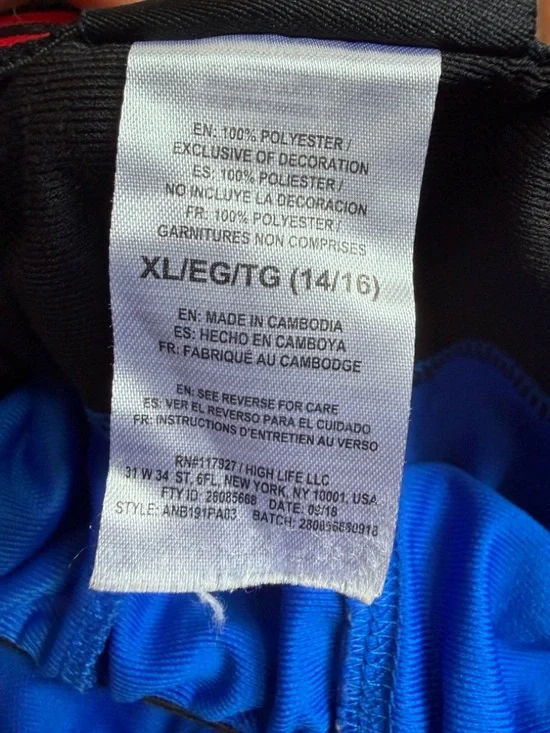 EN: 100% POLYESTER /
EXCLUSIVE OF DECORATION
ES: 100% POLIESTER /
NO INCLUYE LA DECORACION
FR: 100% POLYESTER /
GARNITURES NON COMPRISES
XL/EG/TG (14/16)
EN: MADE IN CAMBODIA
ES: HECHO EN CAMBOYA
FR: FABRIQUÉ AU CAMBODGE
EN: SEE REVERSE FOR CARE
ES: VER EL REVERSO PARA EL CUIDADO
FR: INSTRUCTIONS D'ENTRETIEN AU VERSO
RN#117927 / HIGH LIFE LLC
31 W 34 ST, 6FL, NEW YORK, NY 10001. USA
FTY ID: 28085668 DATE: 09/18
STYLE: ANB191PA03 BATCH: 280856680918